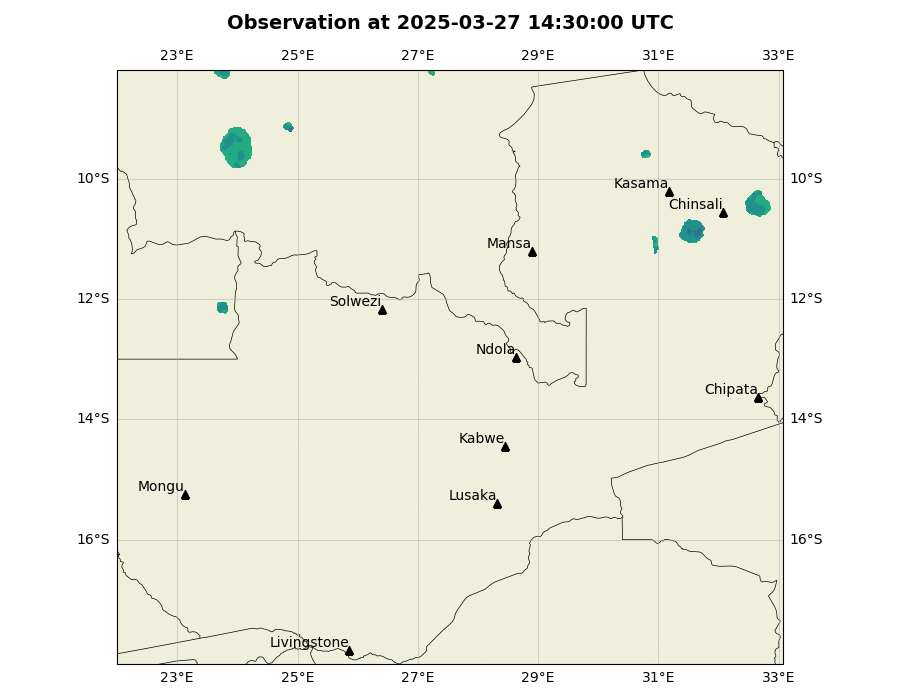 Observation at 2025-03-27 14:30:00 UTC
23°E 25°E 27°E 29°E 31°E 33°E
10°S 10°S
Kasama
Chinsali
Mansa
12°S 12°S
Solwezi
Ndola
Chipata
14°S 14°S
Kabwe
Mongu
Lusaka
16°S 16°S
Livingstone
23°E 25°E 27°E 29°E 31°E 33°E